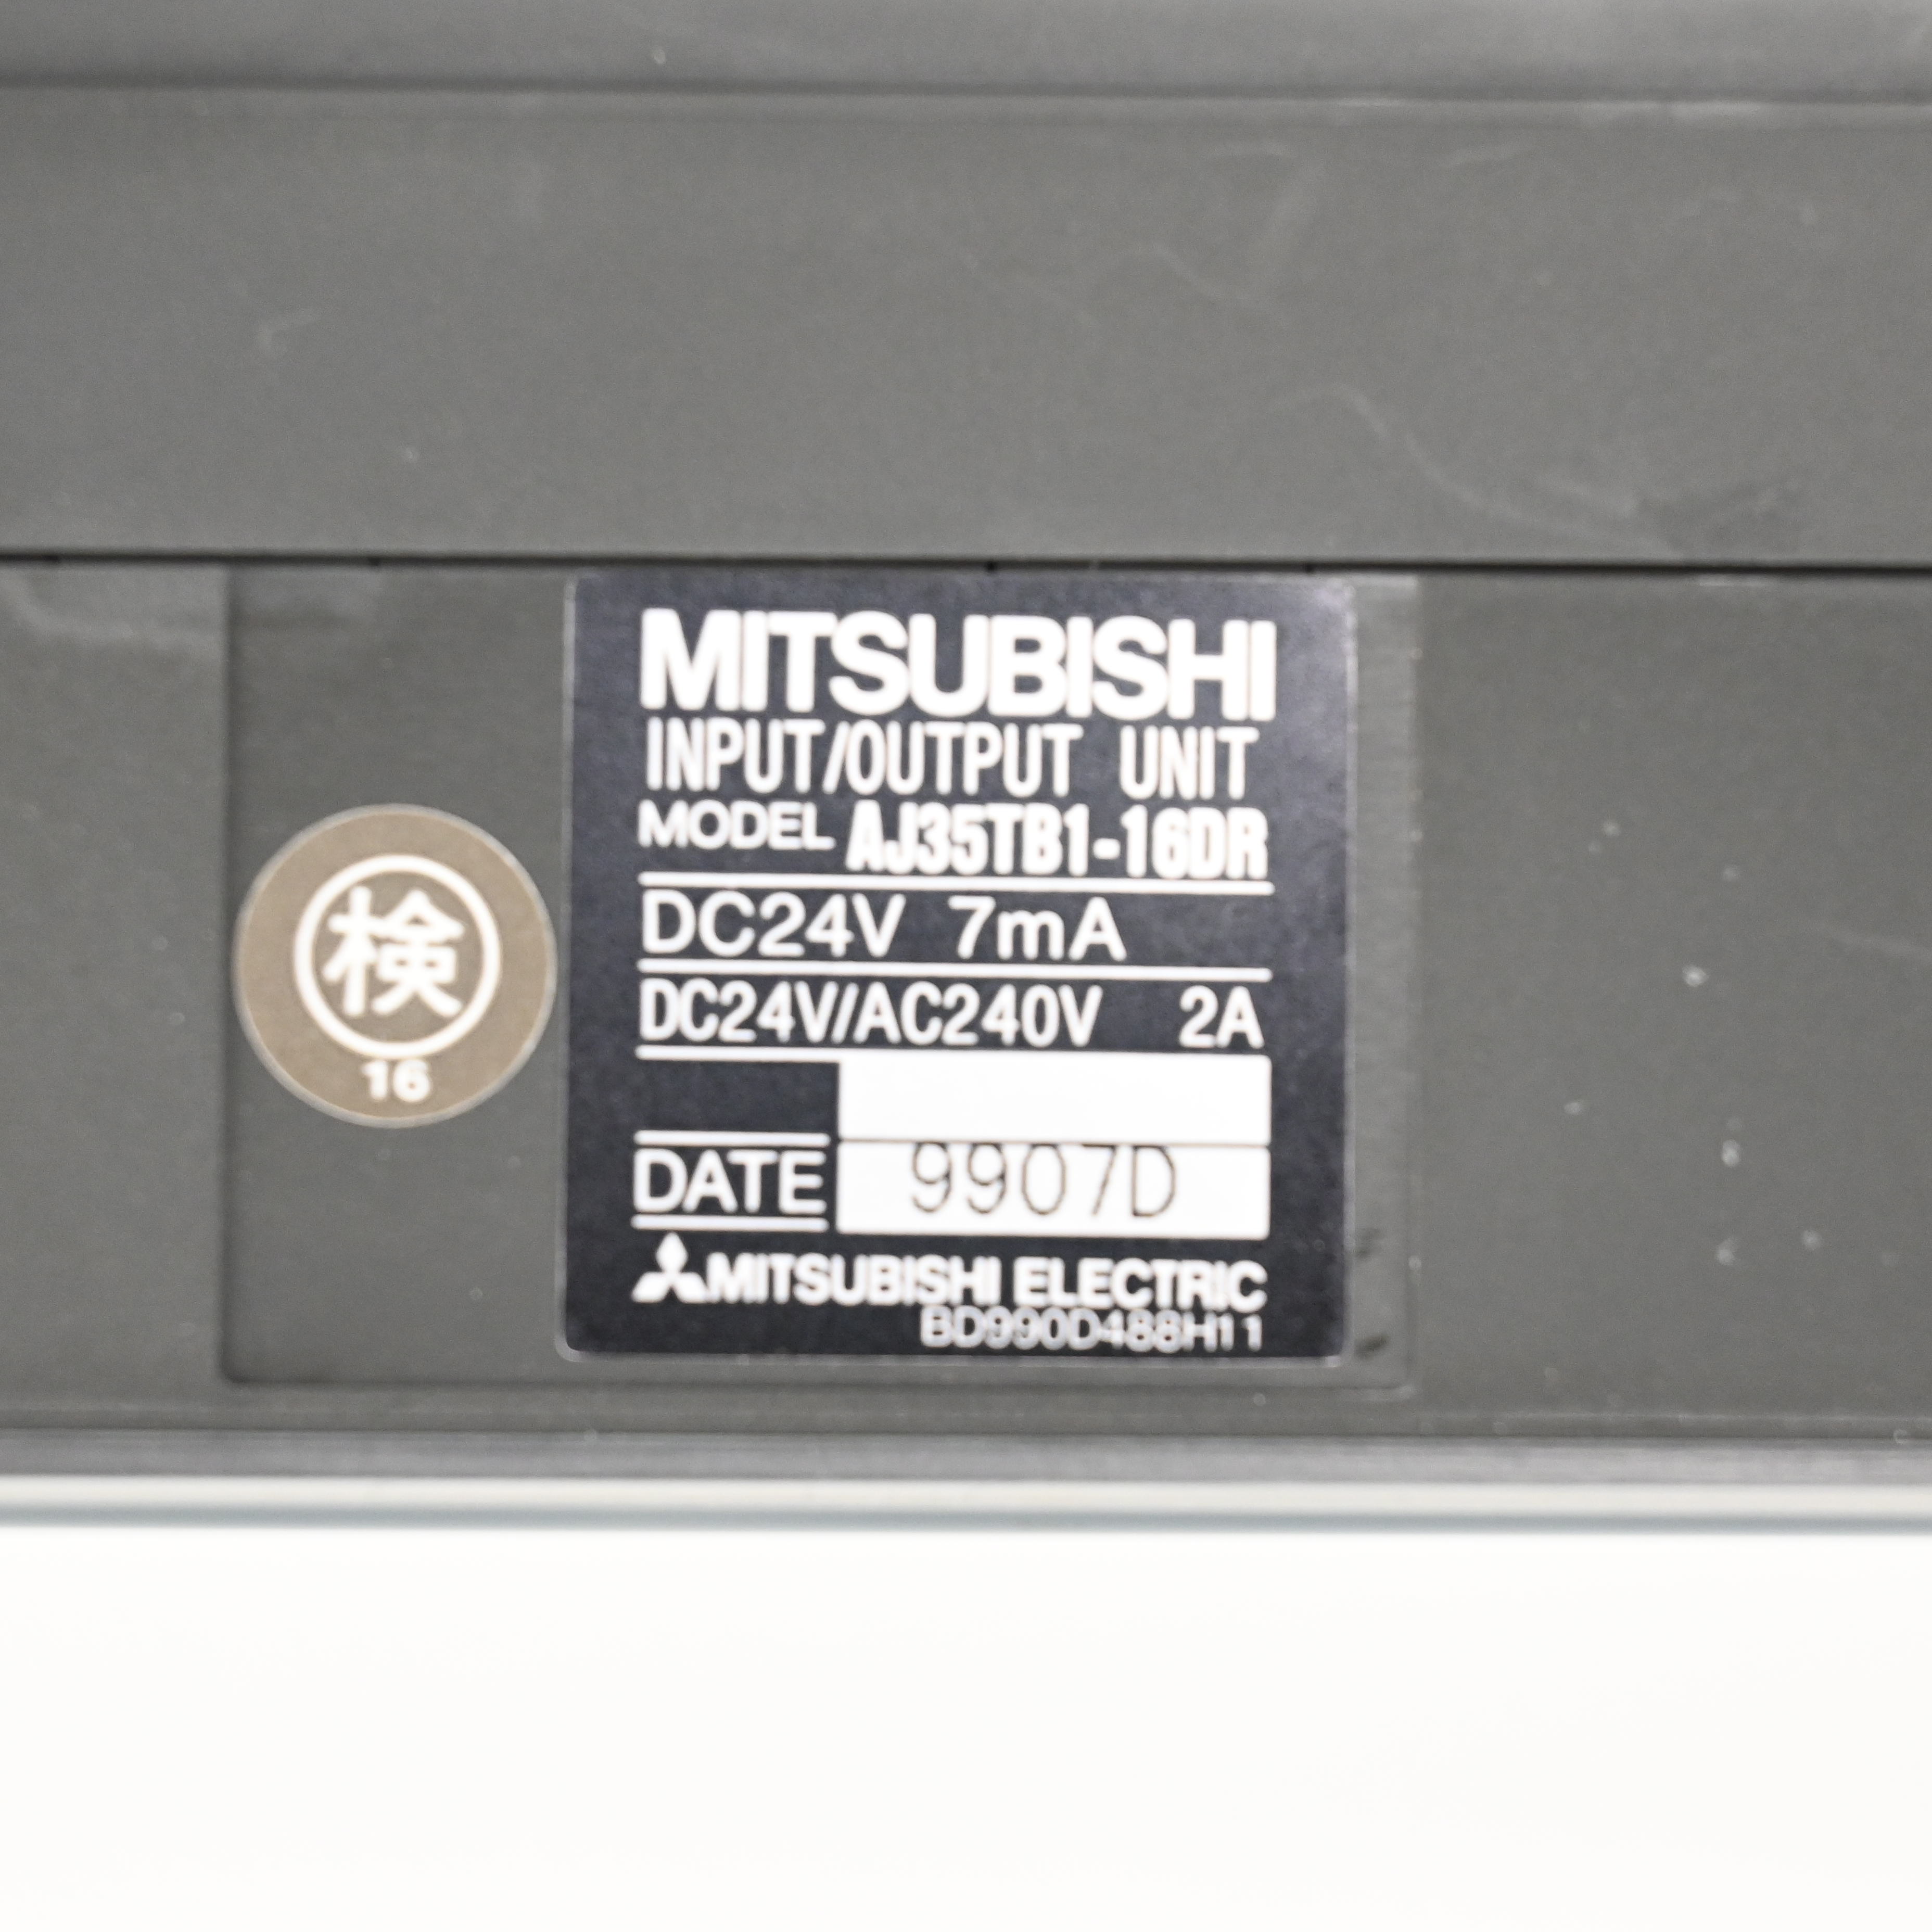 MITSUBISHI
INPUT/OUTPUT UNIT
MODEL AJ35TB1-16DR
DC24V 7mA
DC24V//AC240V 2A
DATE 9907D
MITSUBISHI ELECTRIC
BD990D488H11
検
16